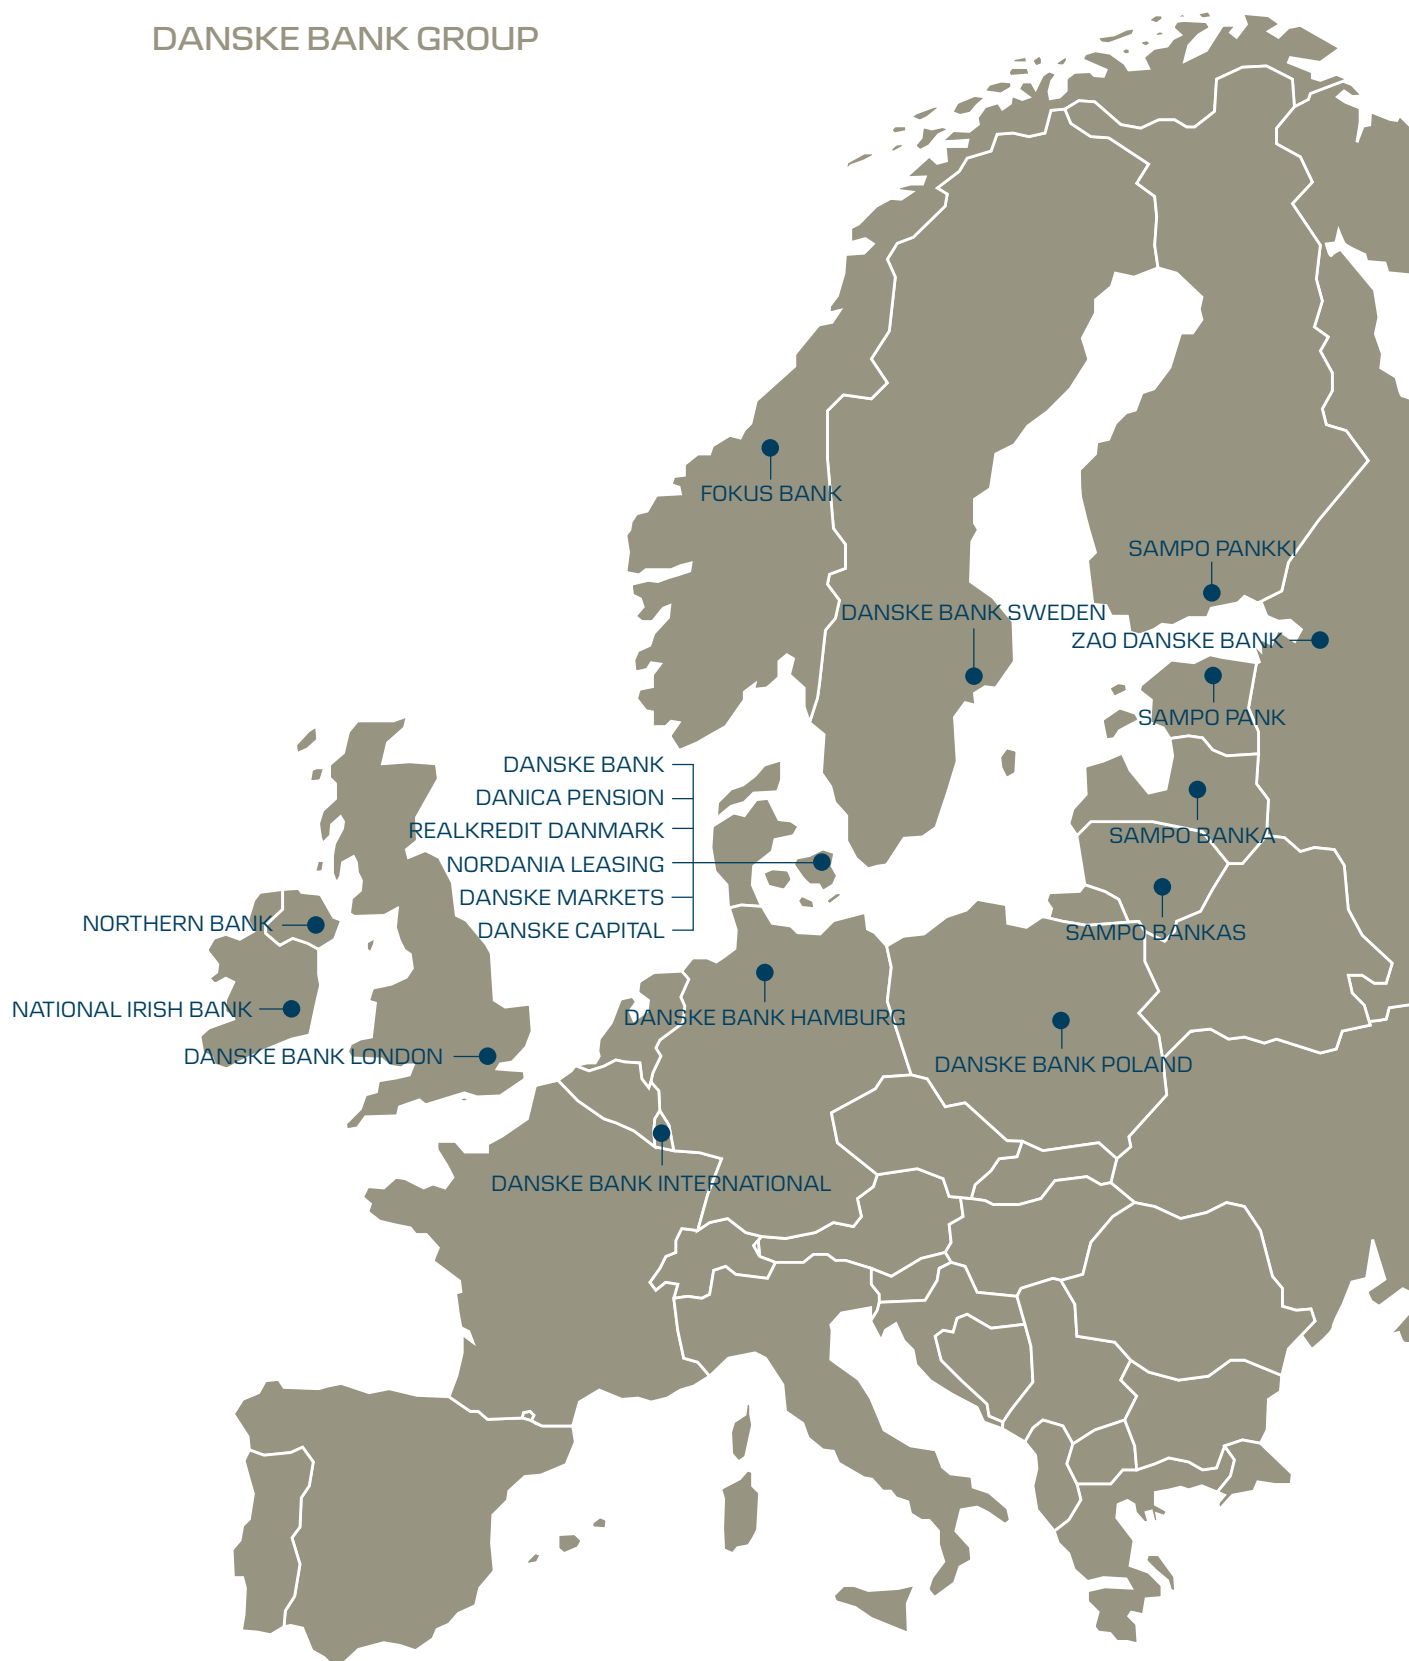 DANSKE BANK GROUP
FOKUS BANK
SAMPO PANKKI
DANSKE BANK SWEDEN
ZAO DANSKE BANK
SAMPO PANK
DANSKE BANK
DANICA PENSION
REALKREDIT DANMARK
NORDANIA LEASING
DANSKE MARKETS
DANSKE CAPITAL
SAMPO BANKA
NORTHERN BANK
SAMPO BANKAS
NATIONAL IRISH BANK
DANSKE BANK HAMBURG
DANSKE BANK LONDON
DANSKE BANK POLAND
DANSKE BANK INTERNATIONAL